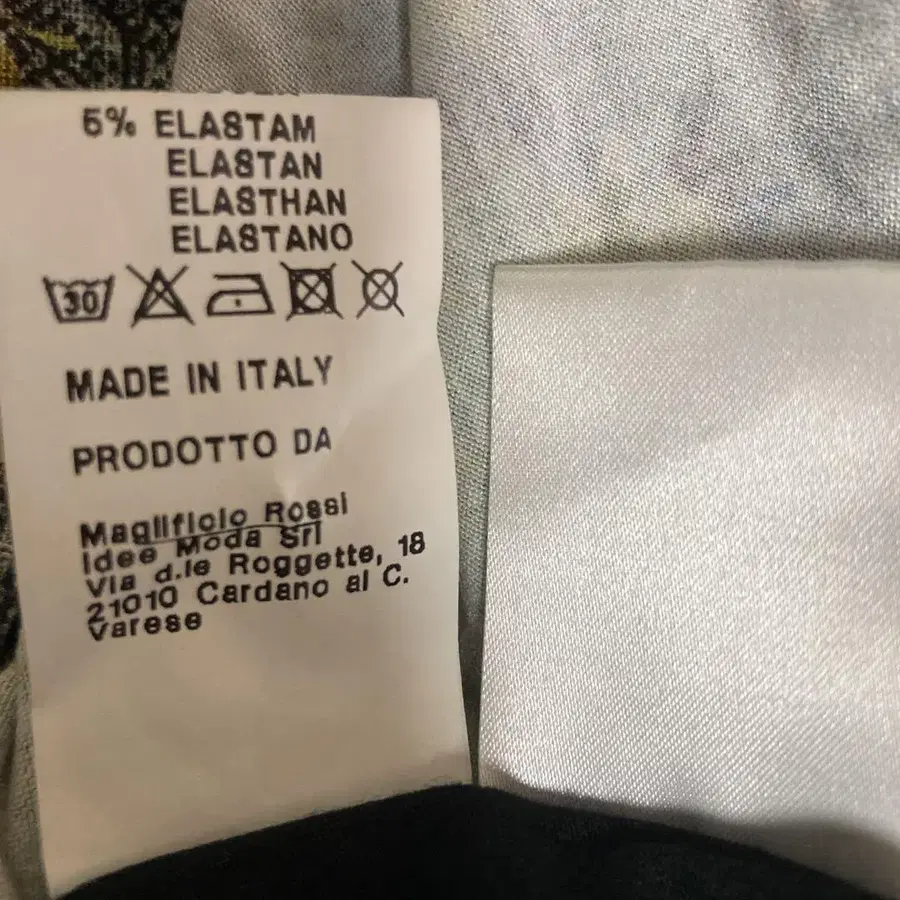 5% ELASTAM
ELASTAN
ELASTHAN
ELASTANO
30
MADE IN ITALY
PRODOTTO DA
Maglificio Rossi
Idee Moda Srl
Via d.le Roggette, 18
21010 Cardano al C.
Varese